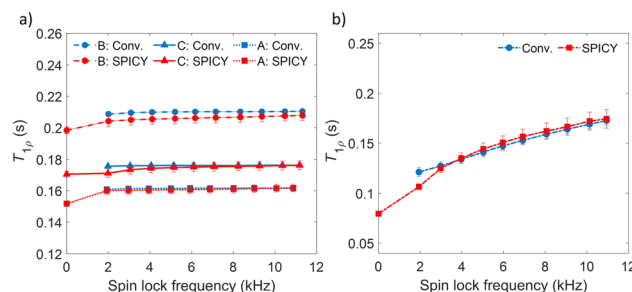 a)
B: Conv. C: Conv. A: Conv.
B: SPICY C: SPICY A: SPICY
T1ρ (s)
0.26
0.24
0.22
0.2
0.18
0.16
0.14
0.12
0 2 4 6 8 10 12
Spin lock frequency (kHz)
b)
Conv. SPICY
T1ρ (s)
0.25
0.2
0.15
0.1
0.05
0 2 4 6 8 10 12
Spin lock frequency (kHz)